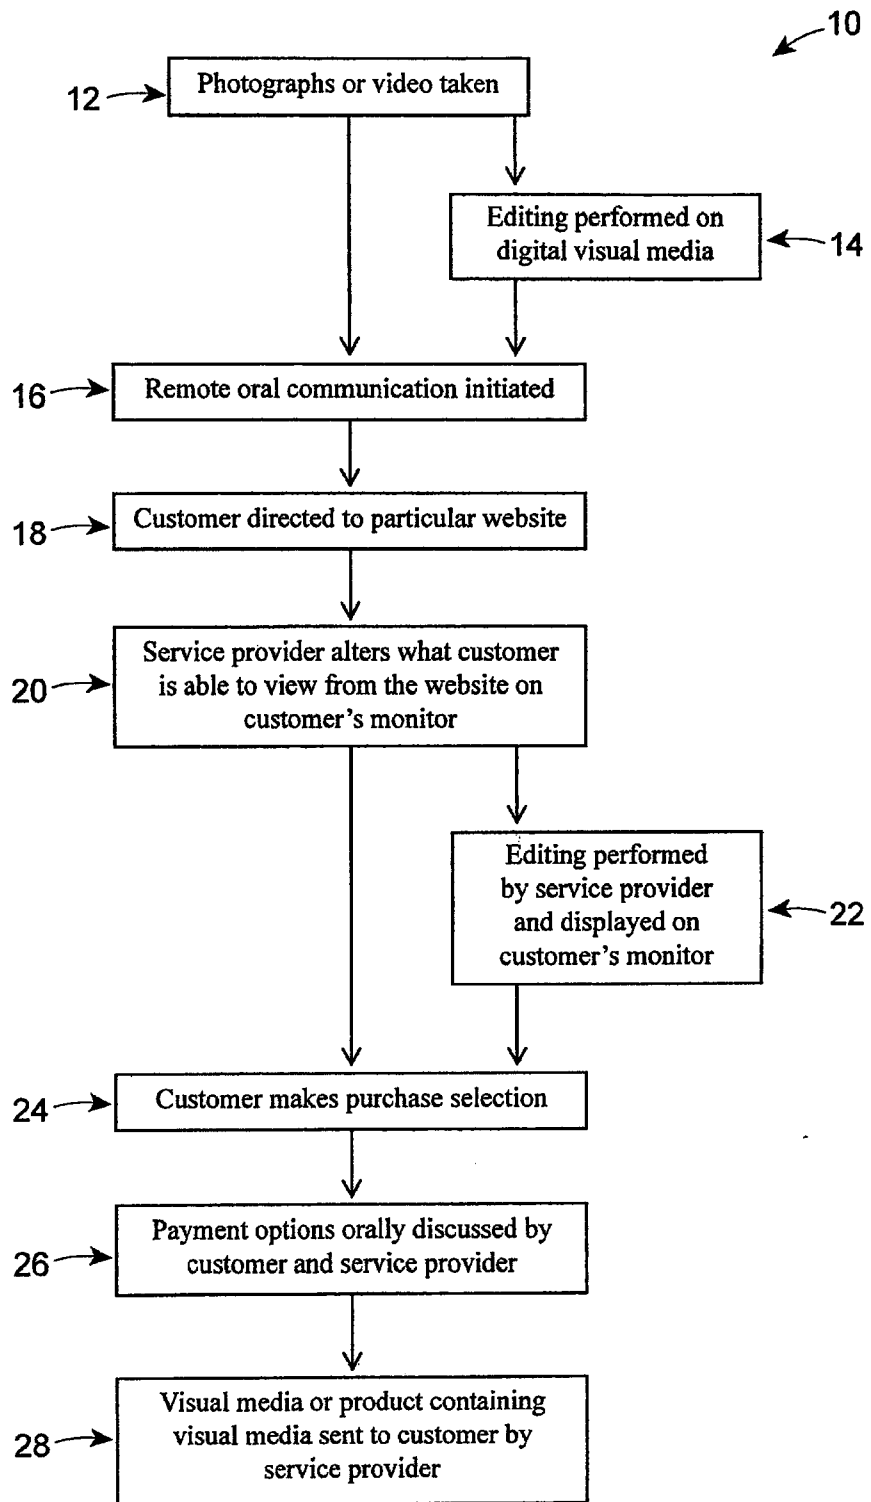 10
Photographs or video taken
12
Editing performed on
digital visual media
14
Remote oral communication initiated
16
Customer directed to particular website
18
Service provider alters what customer
is able to view from the website on
customer's monitor
20
Editing performed
by service provider
and displayed on
customer's monitor
22
Customer makes purchase selection
24
Payment options orally discussed by
customer and service provider
26
Visual media or product containing
visual media sent to customer by
service provider
28